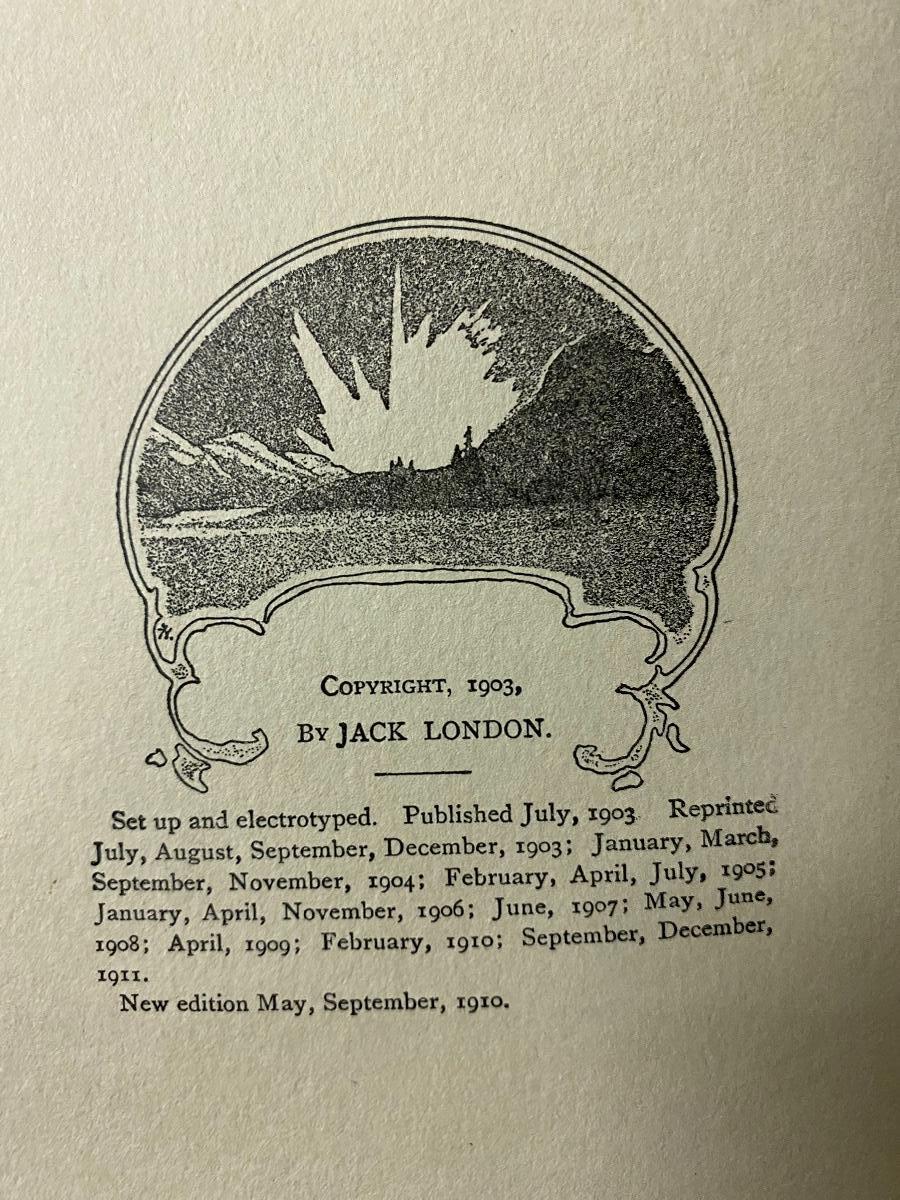 H.
COPYRIGHT, 1903,
BY JACK LONDON.
Set up and electrotyped. Published July, 1903 Reprinted
July, August, September, December, 1903; January, March,
September, November, 1904; February, April, July, 1905;
January, April, November, 1906; June, 1907; May, June,
1908; April, 1909; February, 1910; September, December,
1911.
New edition May, September, 1910.